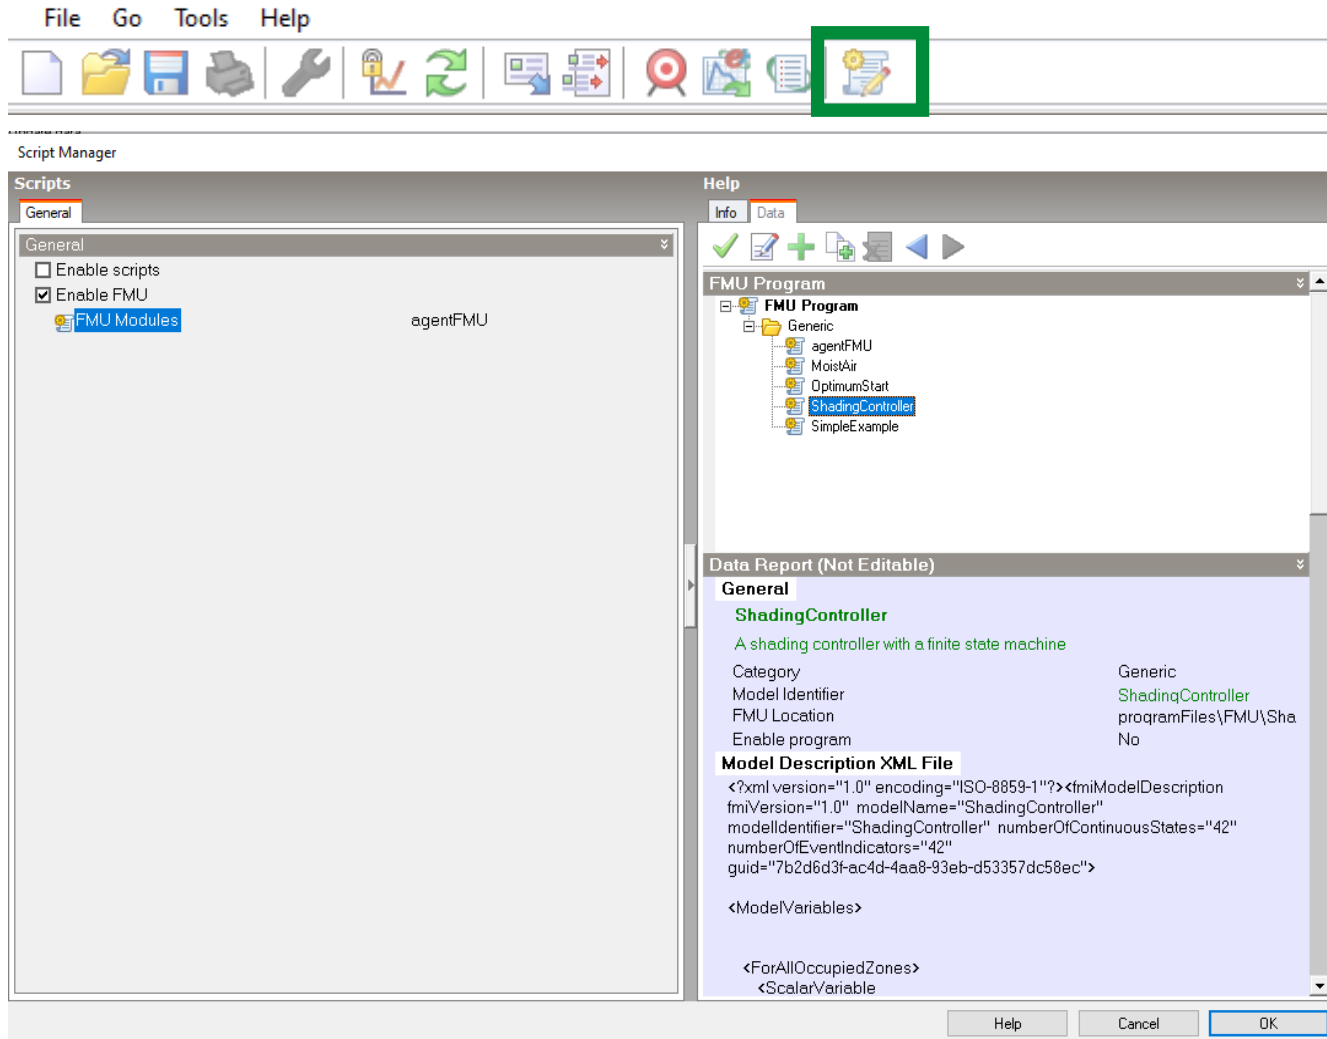 File Go Tools Help
Update data
Script Manager
Scripts
General
General
Enable scripts
Enable FMU
FMU Modules agentFMU
Help
Info Data
FMU Program
FMU Program
Generic
agentFMU
MoistAir
OptimumStart
ShadingController
SimpleExample
Data Report (Not Editable)
General
ShadingController
A shading controller with a finite state machine
Category Generic
Model Identifier ShadingController
FMU Location programFiles\FMU\Sha
Enable program No
Model Description XML File
<?xml version="1.0" encoding="ISO-8859-1"?><fmiModelDescription
fmiVersion="1.0" modelName="ShadingController"
modelIdentifier="ShadingController" numberOfContinuousStates="42"
numberOfEventIndicators="42"
guid="7b2d6d3f-ac4d-4aa8-93eb-d53357dc58ec">
<ModelVariables>
<ForAllOccupiedZones>
<ScalarVariable
Help Cancel OK